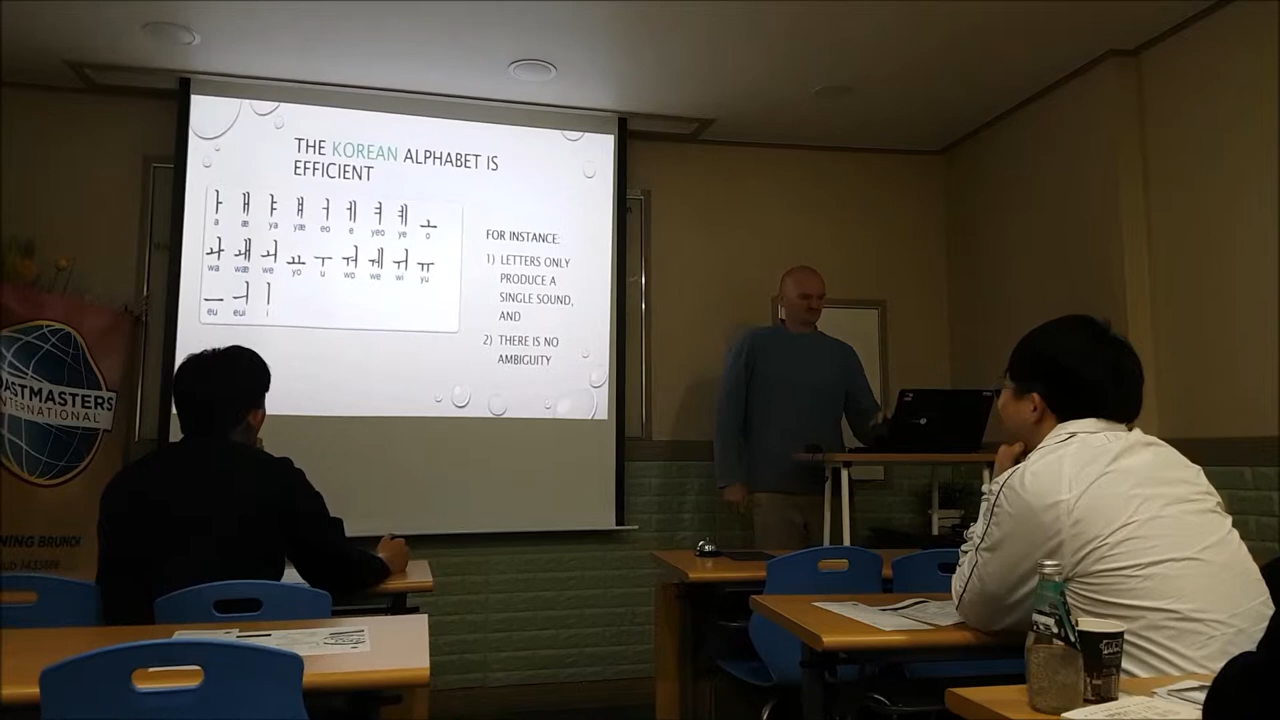 THE KOREAN ALPHABET IS
EFFICIENT
ㅏ ㅐ ㅑ ㅒ ㅓ ㅔ ㅕ ㅖ ㅗ
a æ ya yæ eo e yeo ye o
ㅘ ㅙ ㅚ ㅛ ㅜ ㅝ ㅞ ㅟ ㅠ
wa wæ we yo u wo we wi yu
ㅡ ㅢ ㅣ
eu eui i
FOR INSTANCE:
1) LETTERS ONLY
PRODUCE A
SINGLE SOUND,
AND
2) THERE IS NO
AMBIGUITY
OASTMASTERS
INTERNATIONAL
NING BRUNCH